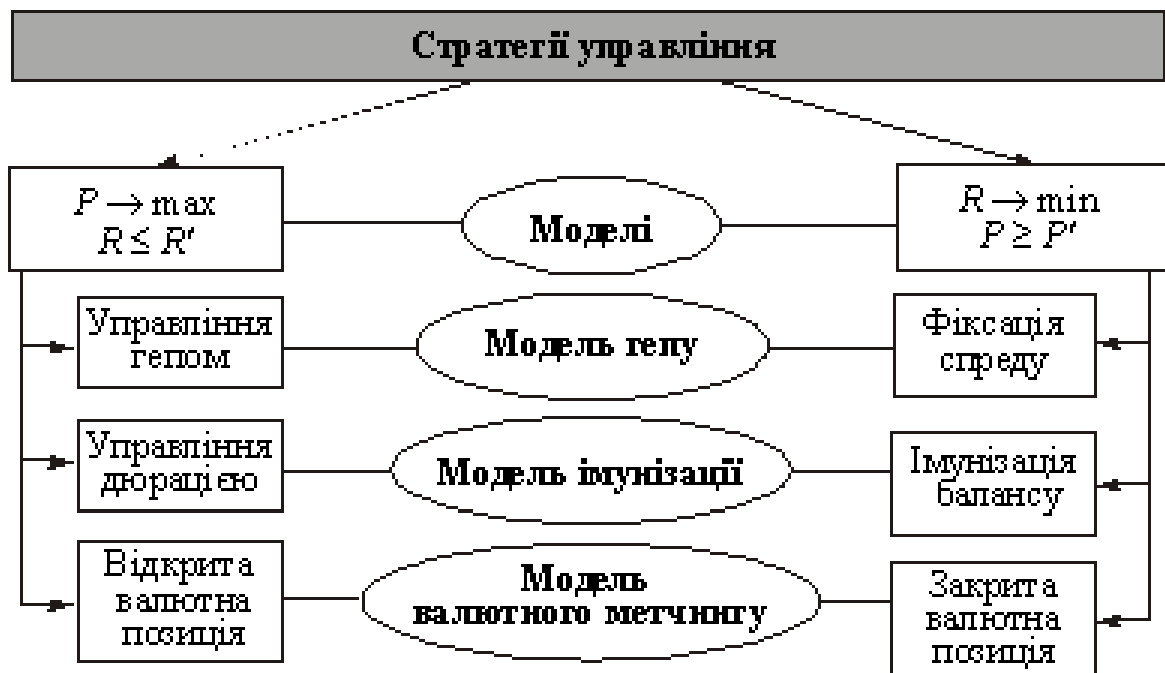 Стратегії управління
P → max
R ≤ R'
Моделі
R → min
P ≥ P'
Управління
гепом
Модель гепу
Фіксація
спреду
Управління
дюрацією
Модель імунізації
Імунізація
балансу
Відкрита
валютна
позиція
Модель
валютного метчингу
Закрита
валютна
позиція